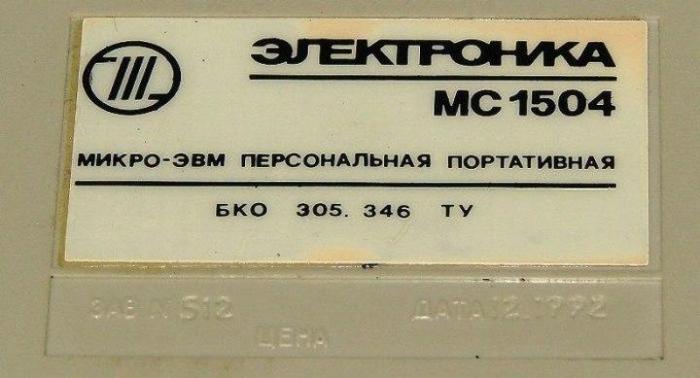 ЭЛЕКТРОНИКА
МС 1504
МИКРО-ЭВМ ПЕРСОНАЛЬНАЯ ПОРТАТИВНАЯ
БКО 305. 346 ТУ
ЗАВ N 512 ДАТА 12.1992
ЦЕНА